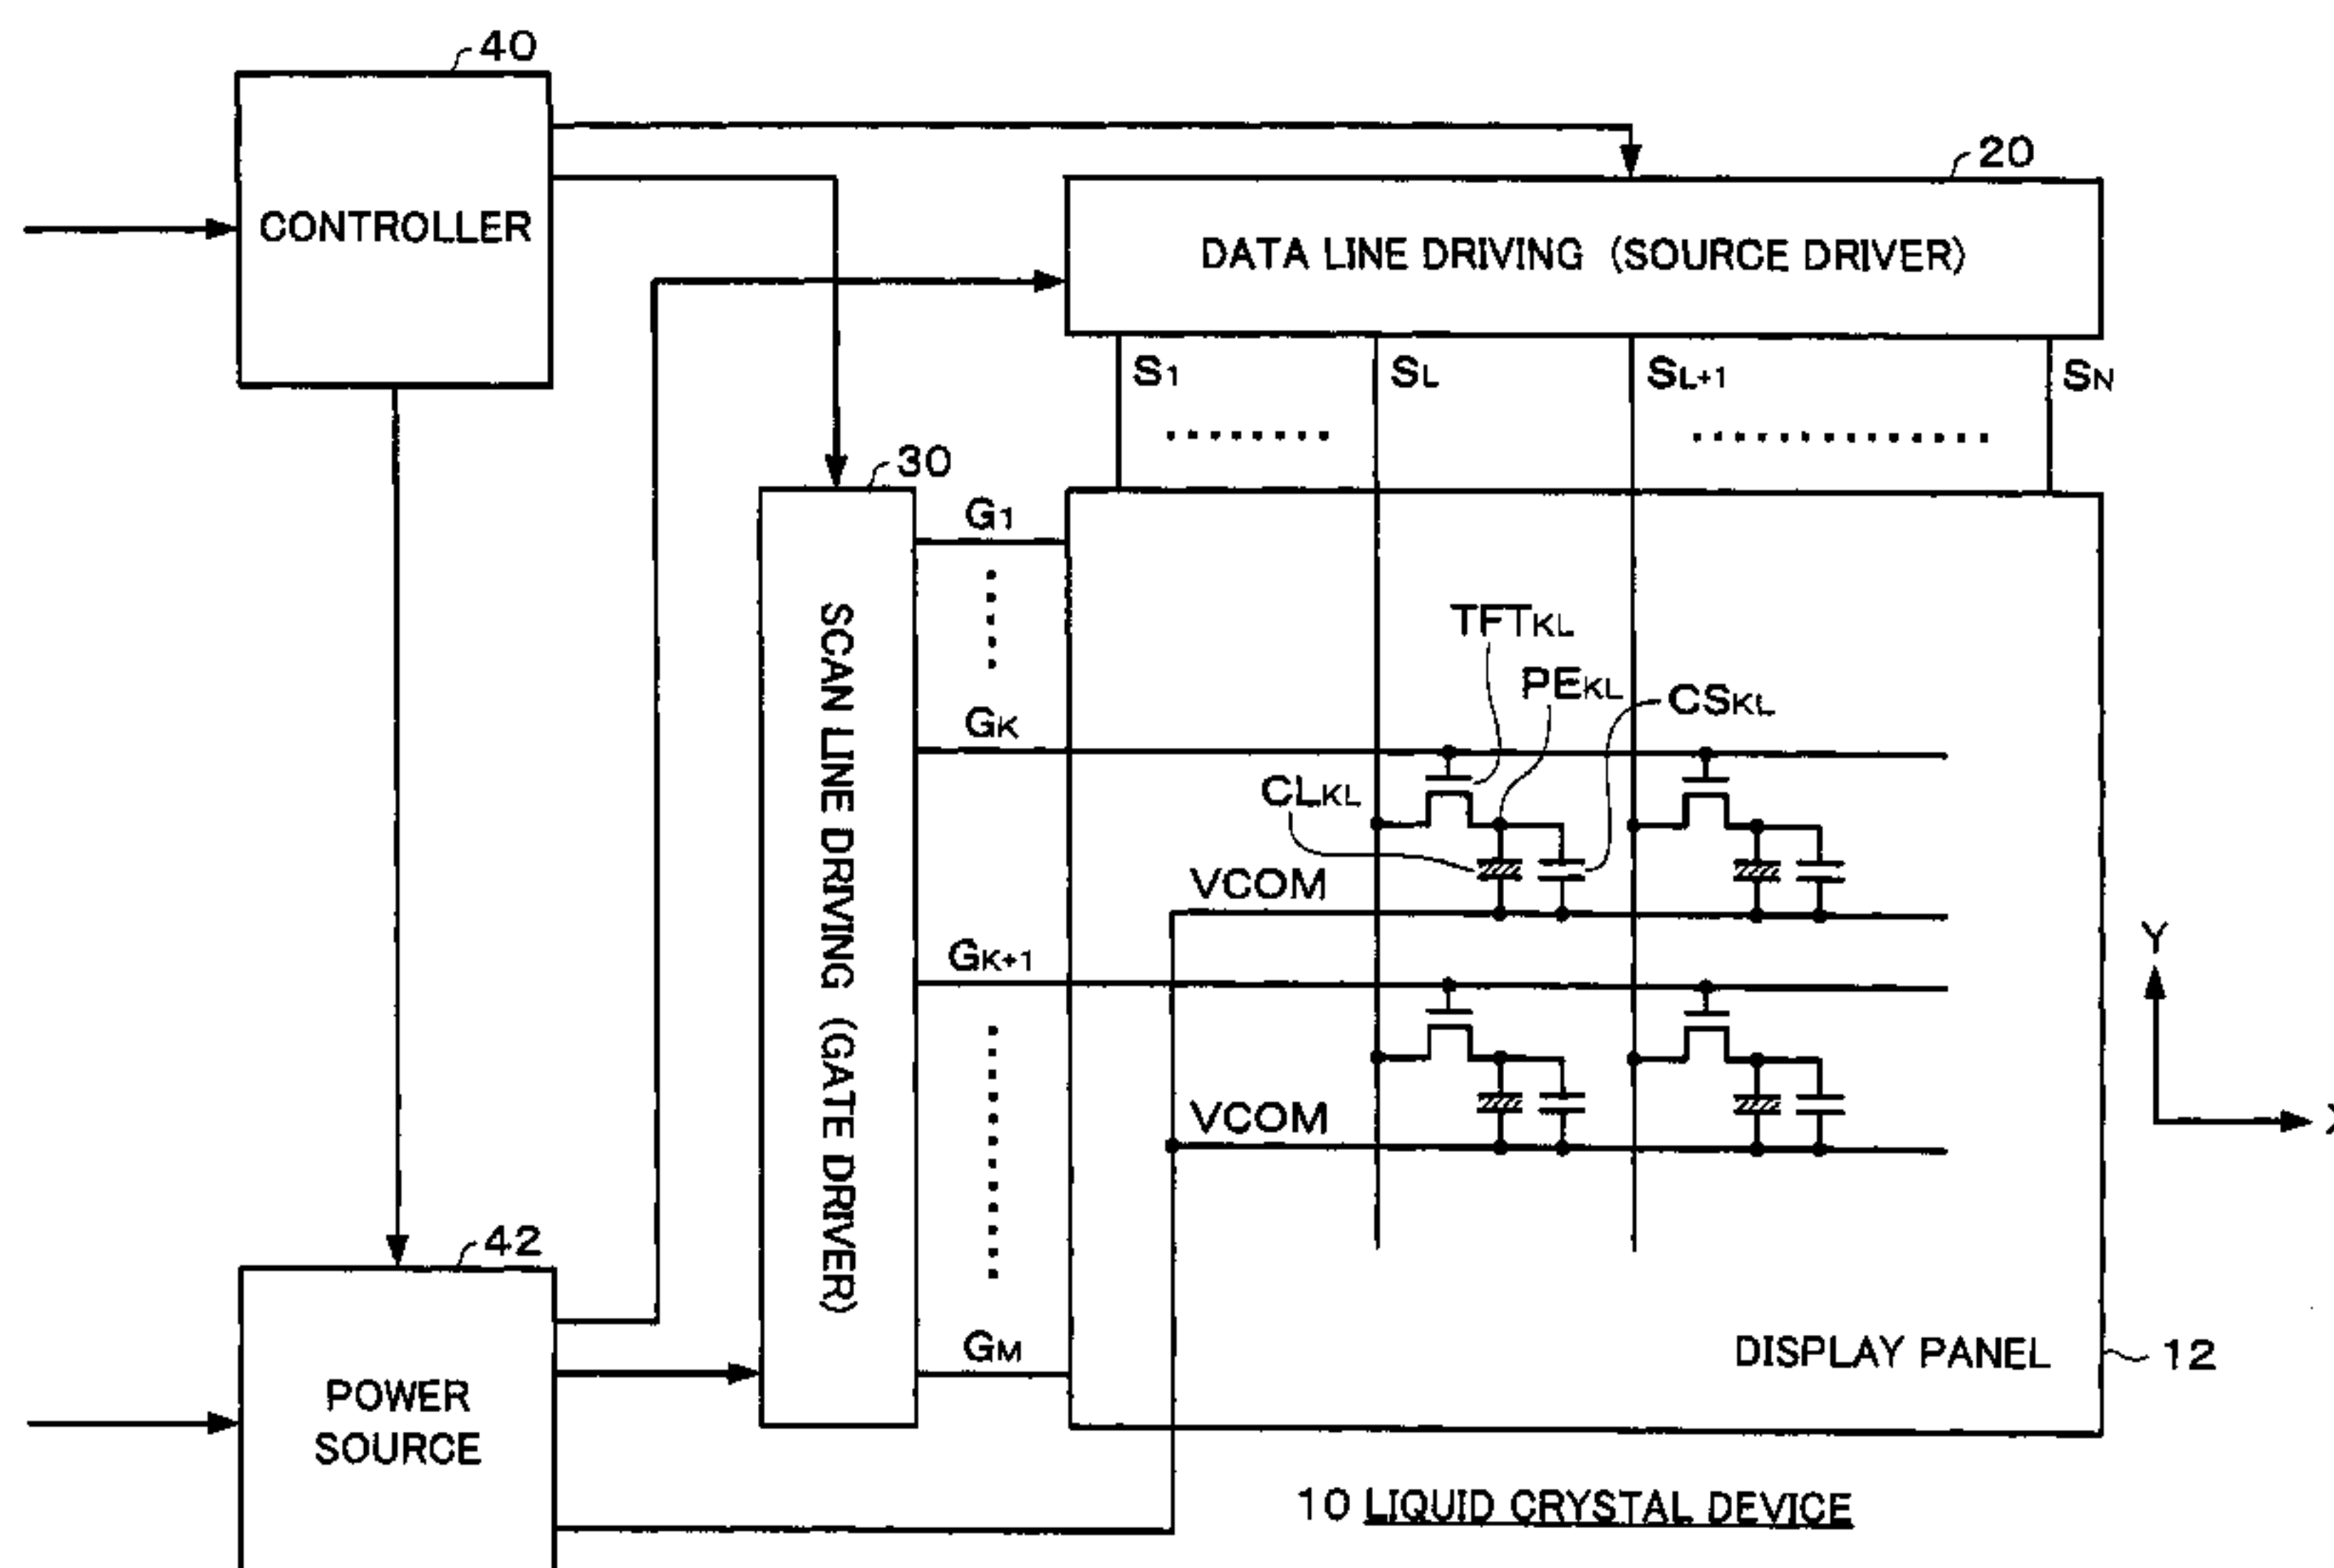 40
CONTROLLER
20
DATA LINE DRIVING (SOURCE DRIVER)
S1
SL
SL+1
SN
30
SCAN LINE DRIVING (GATE DRIVER)
G1
GK
GK+1
GM
TFTKL
PEKL
CSKL
CLKL
VCOM
VCOM
Y
X
42
POWER
SOURCE
DISPLAY PANEL
12
10 LIQUID CRYSTAL DEVICE